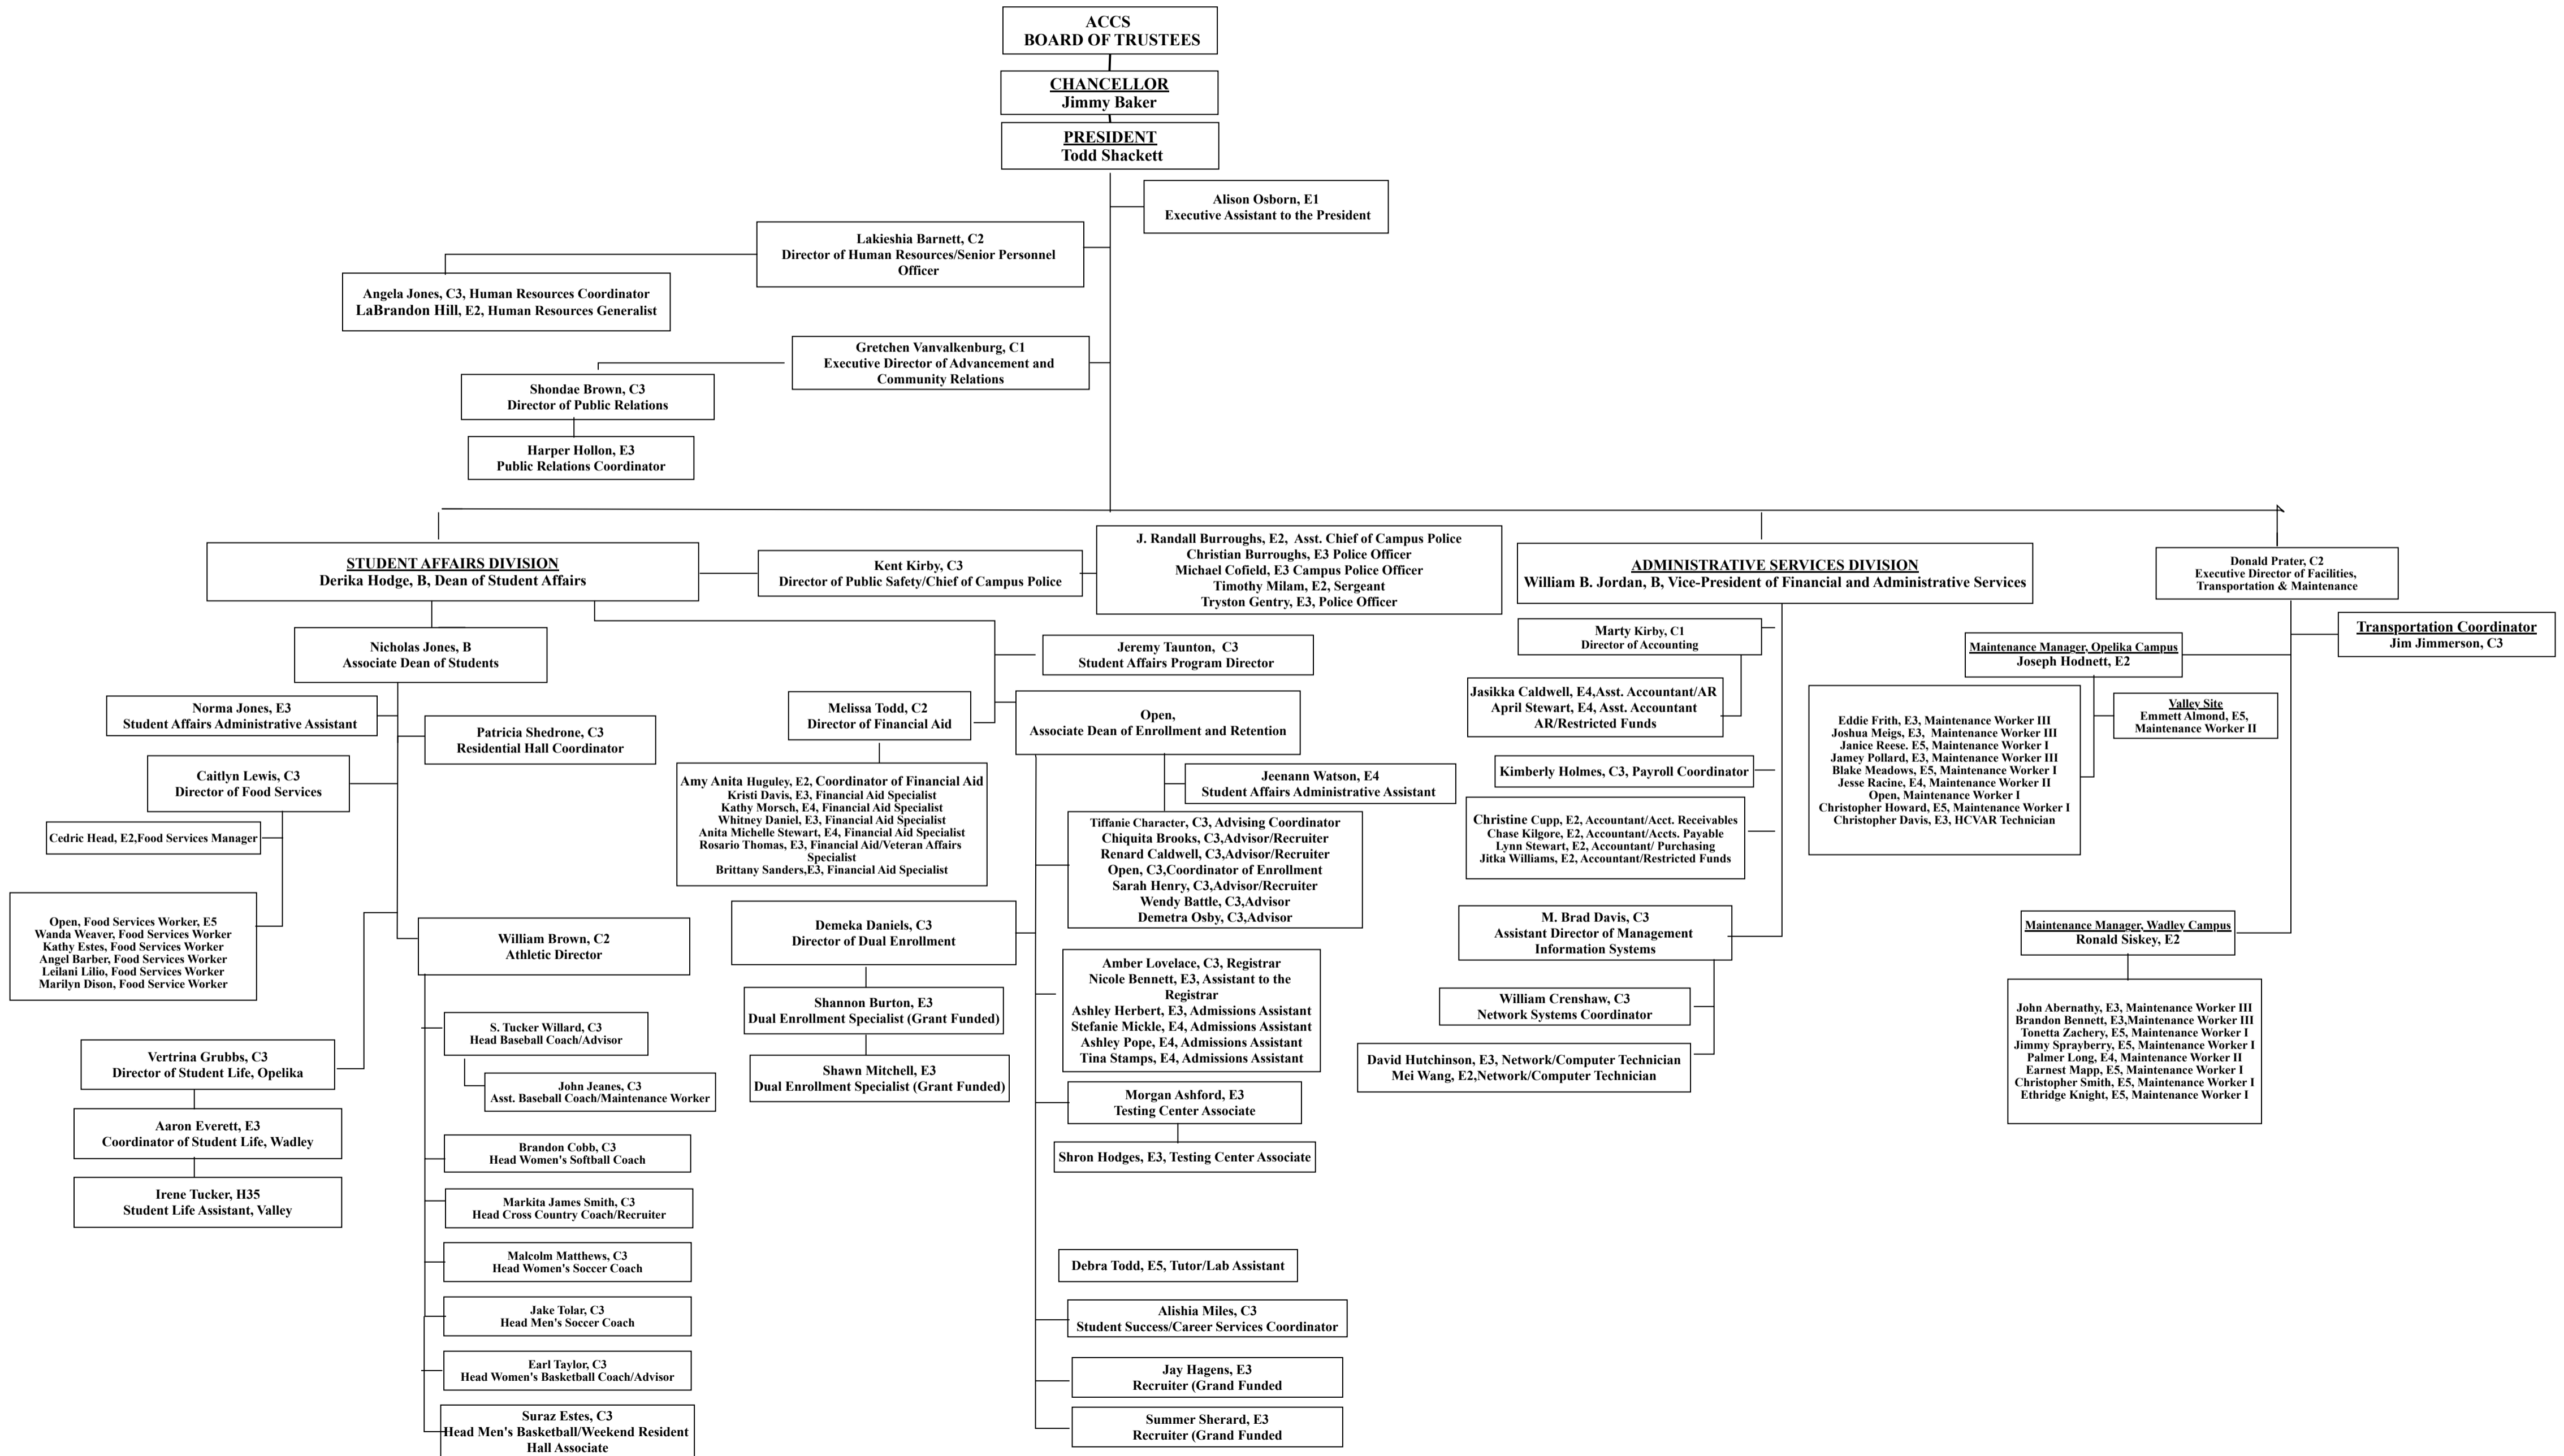 ACCS
BOARD OF TRUSTEES
CHANCELLOR
Jimmy Baker
PRESIDENT
Todd Shackett
Alison Osborn, E1
Executive Assistant to the President
Lakieshia Barnett, C2
Director of Human Resources/Senior Personnel
Officer
Angela Jones, C3, Human Resources Coordinator
LaBrandon Hill, E2, Human Resources Generalist
Gretchen Vanvalkenburg, C1
Executive Director of Advancement and
Community Relations
Shondae Brown, C3
Director of Public Relations
Harper Hollon, E3
Public Relations Coordinator
STUDENT AFFAIRS DIVISION
Derika Hodge, B, Dean of Student Affairs
Kent Kirby, C3
Director of Public Safety/Chief of Campus Police
J. Randall Burroughs, E2,  Asst. Chief of Campus Police
Christian Burroughs, E3 Police Officer
Michael Cofield, E3 Campus Police Officer
Timothy Milam, E2, Sergeant
Tryston Gentry, E3, Police Officer
ADMINISTRATIVE SERVICES DIVISION
William B. Jordan, B, Vice-President of Financial and Administrative Services
Donald Prater, C2
Executive Director of Facilities,
Transportation & Maintenance
Transportation Coordinator
Jim Jimmerson, C3
Nicholas Jones, B
Associate Dean of Students
Norma Jones, E3
Student Affairs Administrative Assistant
Patricia Shedrone, C3
Residential Hall Coordinator
Caitlyn Lewis, C3
Director of Food Services
Cedric Head, E2,Food Services Manager
Open, Food Services Worker, E5
Wanda Weaver, Food Services Worker
Kathy Estes, Food Services Worker
Angel Barber, Food Services Worker
Leilani Lilio, Food Services Worker
Marilyn Dison, Food Service Worker
Vertrina Grubbs, C3
Director of Student Life, Opelika
Aaron Everett, E3
Coordinator of Student Life, Wadley
Irene Tucker, H35
Student Life Assistant, Valley
William Brown, C2
Athletic Director
S. Tucker Willard, C3
Head Baseball Coach/Advisor
John Jeanes, C3
Asst. Baseball Coach/Maintenance Worker
Brandon Cobb, C3
Head Women's Softball Coach
Markita James Smith, C3
Head Cross Country Coach/Recruiter
Malcolm Matthews, C3
Head Women's Soccer Coach
Jake Tolar, C3
Head Men's Soccer Coach
Earl Taylor, C3
Head Women's Basketball Coach/Advisor
Suraz Estes, C3
Head Men's Basketball/Weekend Resident
Hall Associate
Jeremy Taunton,  C3
Student Affairs Program Director
Melissa Todd, C2
Director of Financial Aid
Amy Anita Huguley, E2, Coordinator of Financial Aid
Kristi Davis, E3, Financial Aid Specialist
Kathy Morsch, E4, Financial Aid Specialist
Whitney Daniel, E3, Financial Aid Specialist
Anita Michelle Stewart, E4, Financial Aid Specialist
Rosario Thomas, E3, Financial Aid/Veteran Affairs
Specialist
Brittany Sanders,E3, Financial Aid Specialist
Open,
Associate Dean of Enrollment and Retention
Jeenann Watson, E4
Student Affairs Administrative Assistant
Tiffanie Character, C3, Advising Coordinator
Chiquita Brooks, C3,Advisor/Recruiter
Renard Caldwell, C3,Advisor/Recruiter
Open, C3,Coordinator of Enrollment
Sarah Henry, C3,Advisor/Recruiter
Wendy Battle, C3,Advisor
Demetra Osby, C3,Advisor
Demeka Daniels, C3
Director of Dual Enrollment
Shannon Burton, E3
Dual Enrollment Specialist (Grant Funded)
Shawn Mitchell, E3
Dual Enrollment Specialist (Grant Funded)
Amber Lovelace, C3, Registrar
Nicole Bennett, E3, Assistant to the
Registrar
Ashley Herbert, E3, Admissions Assistant
Stefanie Mickle, E4, Admissions Assistant
Ashley Pope, E4, Admissions Assistant
Tina Stamps, E4, Admissions Assistant
Morgan Ashford, E3
Testing Center Associate
Shron Hodges, E3, Testing Center Associate
Debra Todd, E5, Tutor/Lab Assistant
Alishia Miles, C3
Student Success/Career Services Coordinator
Jay Hagens, E3
Recruiter (Grand Funded
Summer Sherard, E3
Recruiter (Grand Funded
Marty Kirby, C1
Director of Accounting
Jasikka Caldwell, E4,Asst. Accountant/AR
April Stewart, E4, Asst. Accountant
AR/Restricted Funds
Kimberly Holmes, C3, Payroll Coordinator
Christine Cupp, E2, Accountant/Acct. Receivables
Chase Kilgore, E2, Accountant/Accts. Payable
Lynn Stewart, E2, Accountant/ Purchasing
Jitka Williams, E2, Accountant/Restricted Funds
M. Brad Davis, C3
Assistant Director of Management
Information Systems
William Crenshaw, C3
Network Systems Coordinator
David Hutchinson, E3, Network/Computer Technician
Mei Wang, E2,Network/Computer Technician
Maintenance Manager, Opelika Campus
Joseph Hodnett, E2
Valley Site
Emmett Almond, E5,
Maintenance Worker II
Eddie Frith, E3, Maintenance Worker III
Joshua Meigs, E3,  Maintenance Worker III
Janice Reese. E5, Maintenance Worker I
Jamey Pollard, E3, Maintenance Worker III
Blake Meadows, E5, Maintenance Worker I
Jesse Racine, E4, Maintenance Worker II
Open, Maintenance Worker I
Christopher Howard, E5, Maintenance Worker I
Christopher Davis, E3, HCVAR Technician
Maintenance Manager, Wadley Campus
Ronald Siskey, E2
John Abernathy, E3, Maintenance Worker III
Brandon Bennett, E3,Maintenance Worker III
Tonetta Zachery, E5, Maintenance Worker I
Jimmy Sprayberry, E5, Maintenance Worker I
Palmer Long, E4, Maintenance Worker II
Earnest Mapp, E5, Maintenance Worker I
Christopher Smith, E5, Maintenance Worker I
Ethridge Knight, E5, Maintenance Worker I